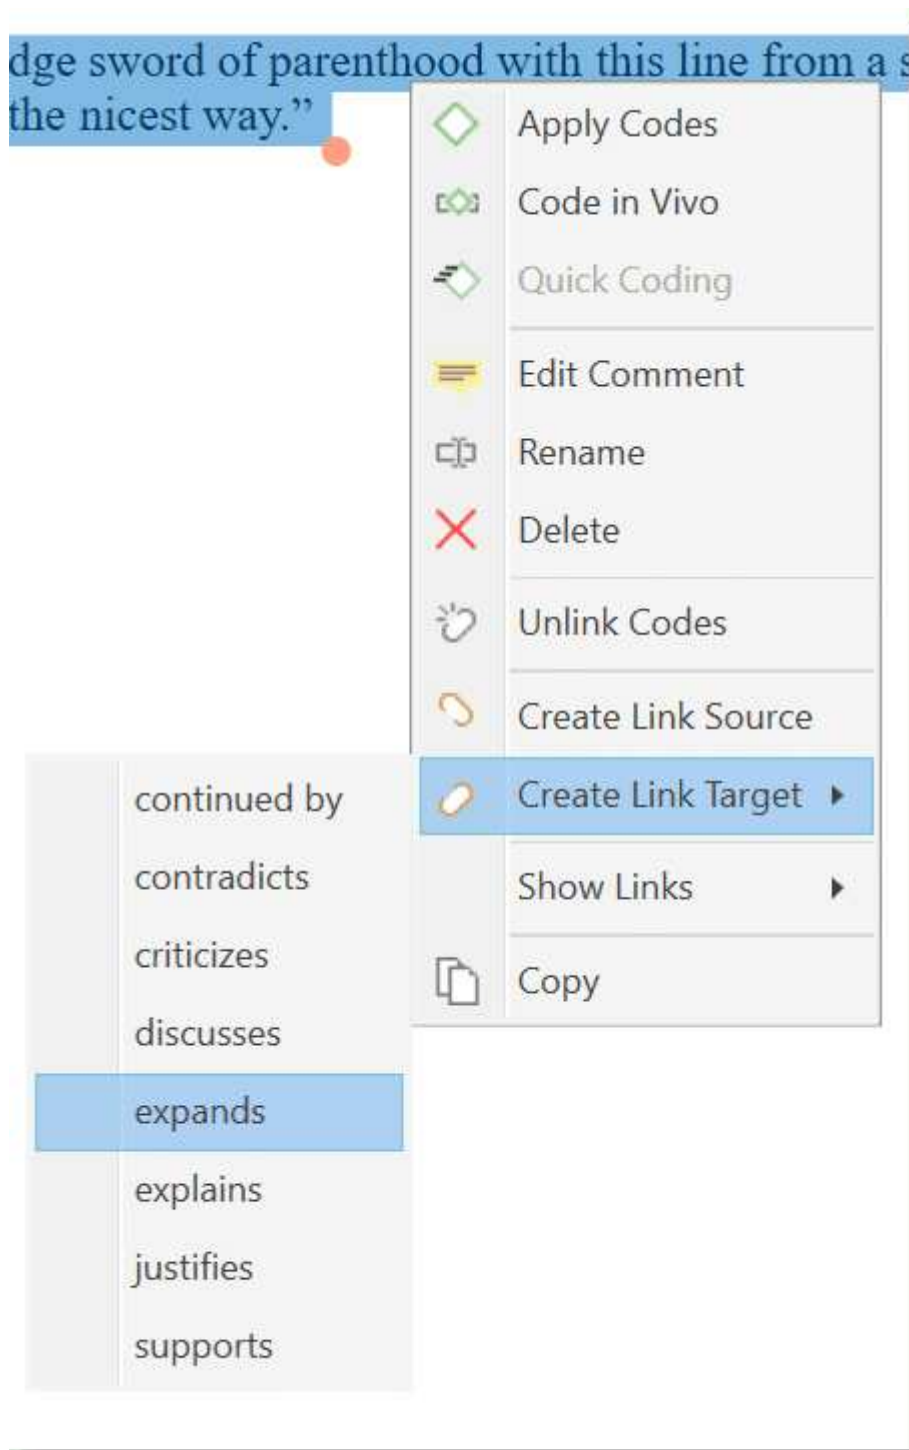 dge sword of parenthood with this line from a s
the nicest way.”
Apply Codes
Code in Vivo
Quick Coding
Edit Comment
Rename
Delete
Unlink Codes
Create Link Source
Create Link Target
Show Links
Copy
continued by
contradicts
criticizes
discusses
expands
explains
justifies
supports